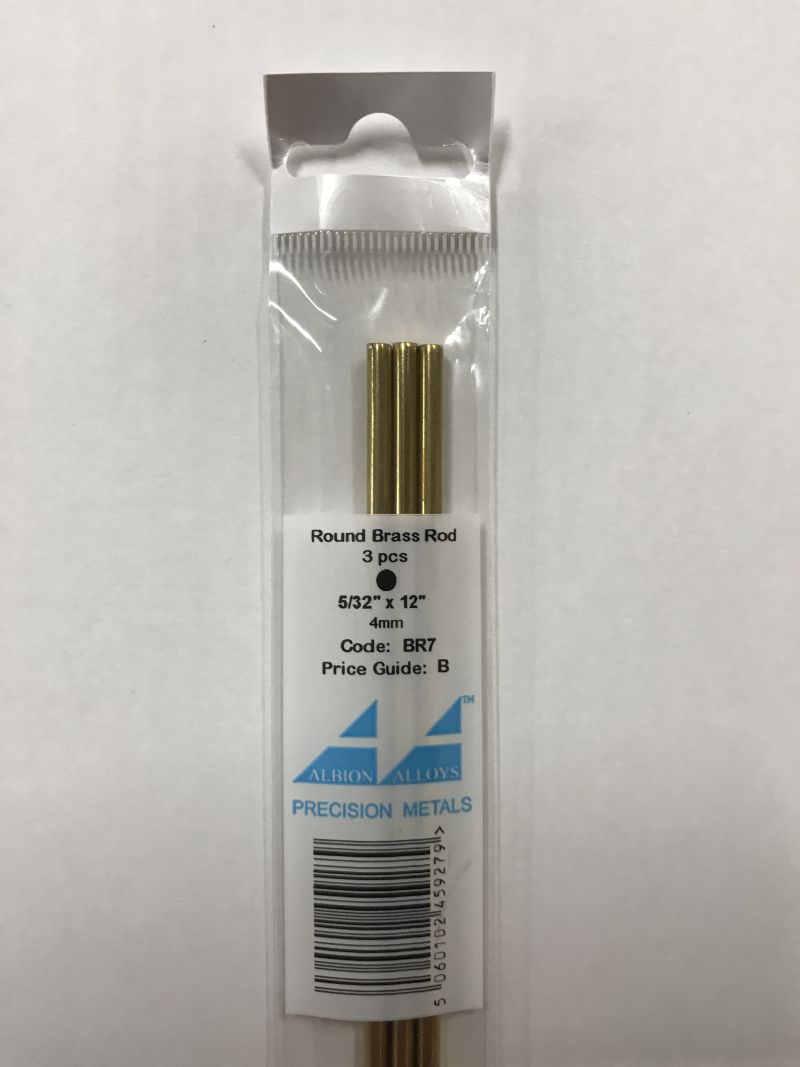 Round Brass Rod
3 pcs
5/32" x 12"
4mm
Code: BR7
Price Guide: B
TM
ALBION ALLOYS
PRECISION METALS
5 060102 459279 >